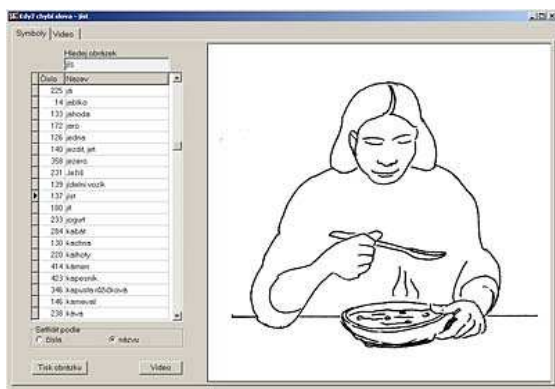 Když chybí slova - jíst
Symboly Video
Hledej obrázek
jís
Číslo Název
225 já
14 jablko
133 jahoda
172 jaro
126 jedna
140 jezdit, jet
358 jezero
231 Ježíš
139 jídelní vozík
137 jíst
180 jít
233 jogurt
284 kabát
130 kachna
220 kalhoty
414 kámen
423 kapesník
346 kapusta růžičková
146 karneval
238 káva
Setřídit podle
čísla názvu
Tisk obrázku Video